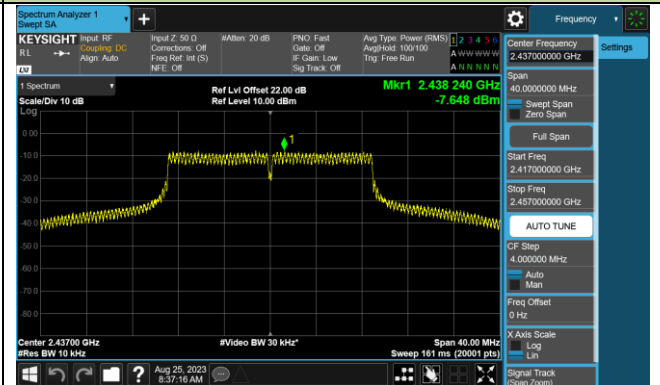 Spectrum Analyzer 1
Swept SA
+
Frequency
KEYSIGHT Input: RF Input Z: 50 Ω #Atten: 20 dB PNO: Fast Avg Type: Power (RMS) 1 2 3 4 5 6
RL Coupling: DC Corrections: Off Gate: Off Avg|Hold: 100/100 A W W W W W
Align: Auto Freq Ref: Int (S) IF Gain: Low Trig: Free Run
NFE: Off Sig Track: Off A N N N N N
1 Spectrum
Scale/Div 10 dB
Ref Lvl Offset 22.00 dB
Ref Level 10.00 dBm
Mkr1 2.438 240 GHz
-7.648 dBm
Log
1
0.00
-10.0
-20.0
-30.0
-40.0
-50.0
-60.0
-70.0
-80.0
Center 2.43700 GHz #Video BW 30 kHz* Span 40.00 MHz
#Res BW 10 kHz Sweep 161 ms (20001 pts)
Center Frequency
2.437000000 GHz
Settings
Span
40.0000000 MHz
Swept Span
Zero Span
Full Span
Start Freq
2.417000000 GHz
Stop Freq
2.457000000 GHz
AUTO TUNE
CF Step
4.000000 MHz
Auto
Man
Freq Offset
0 Hz
X Axis Scale
Log
Lin
Signal Track
(Span Zoom)
?
Aug 25, 2023
8:37:16 AM